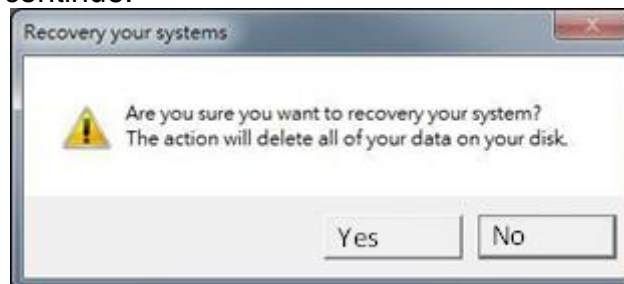 Recovery your systems
Are you sure you want to recovery your system?
The action will delete all of your data on your disk.
Yes No